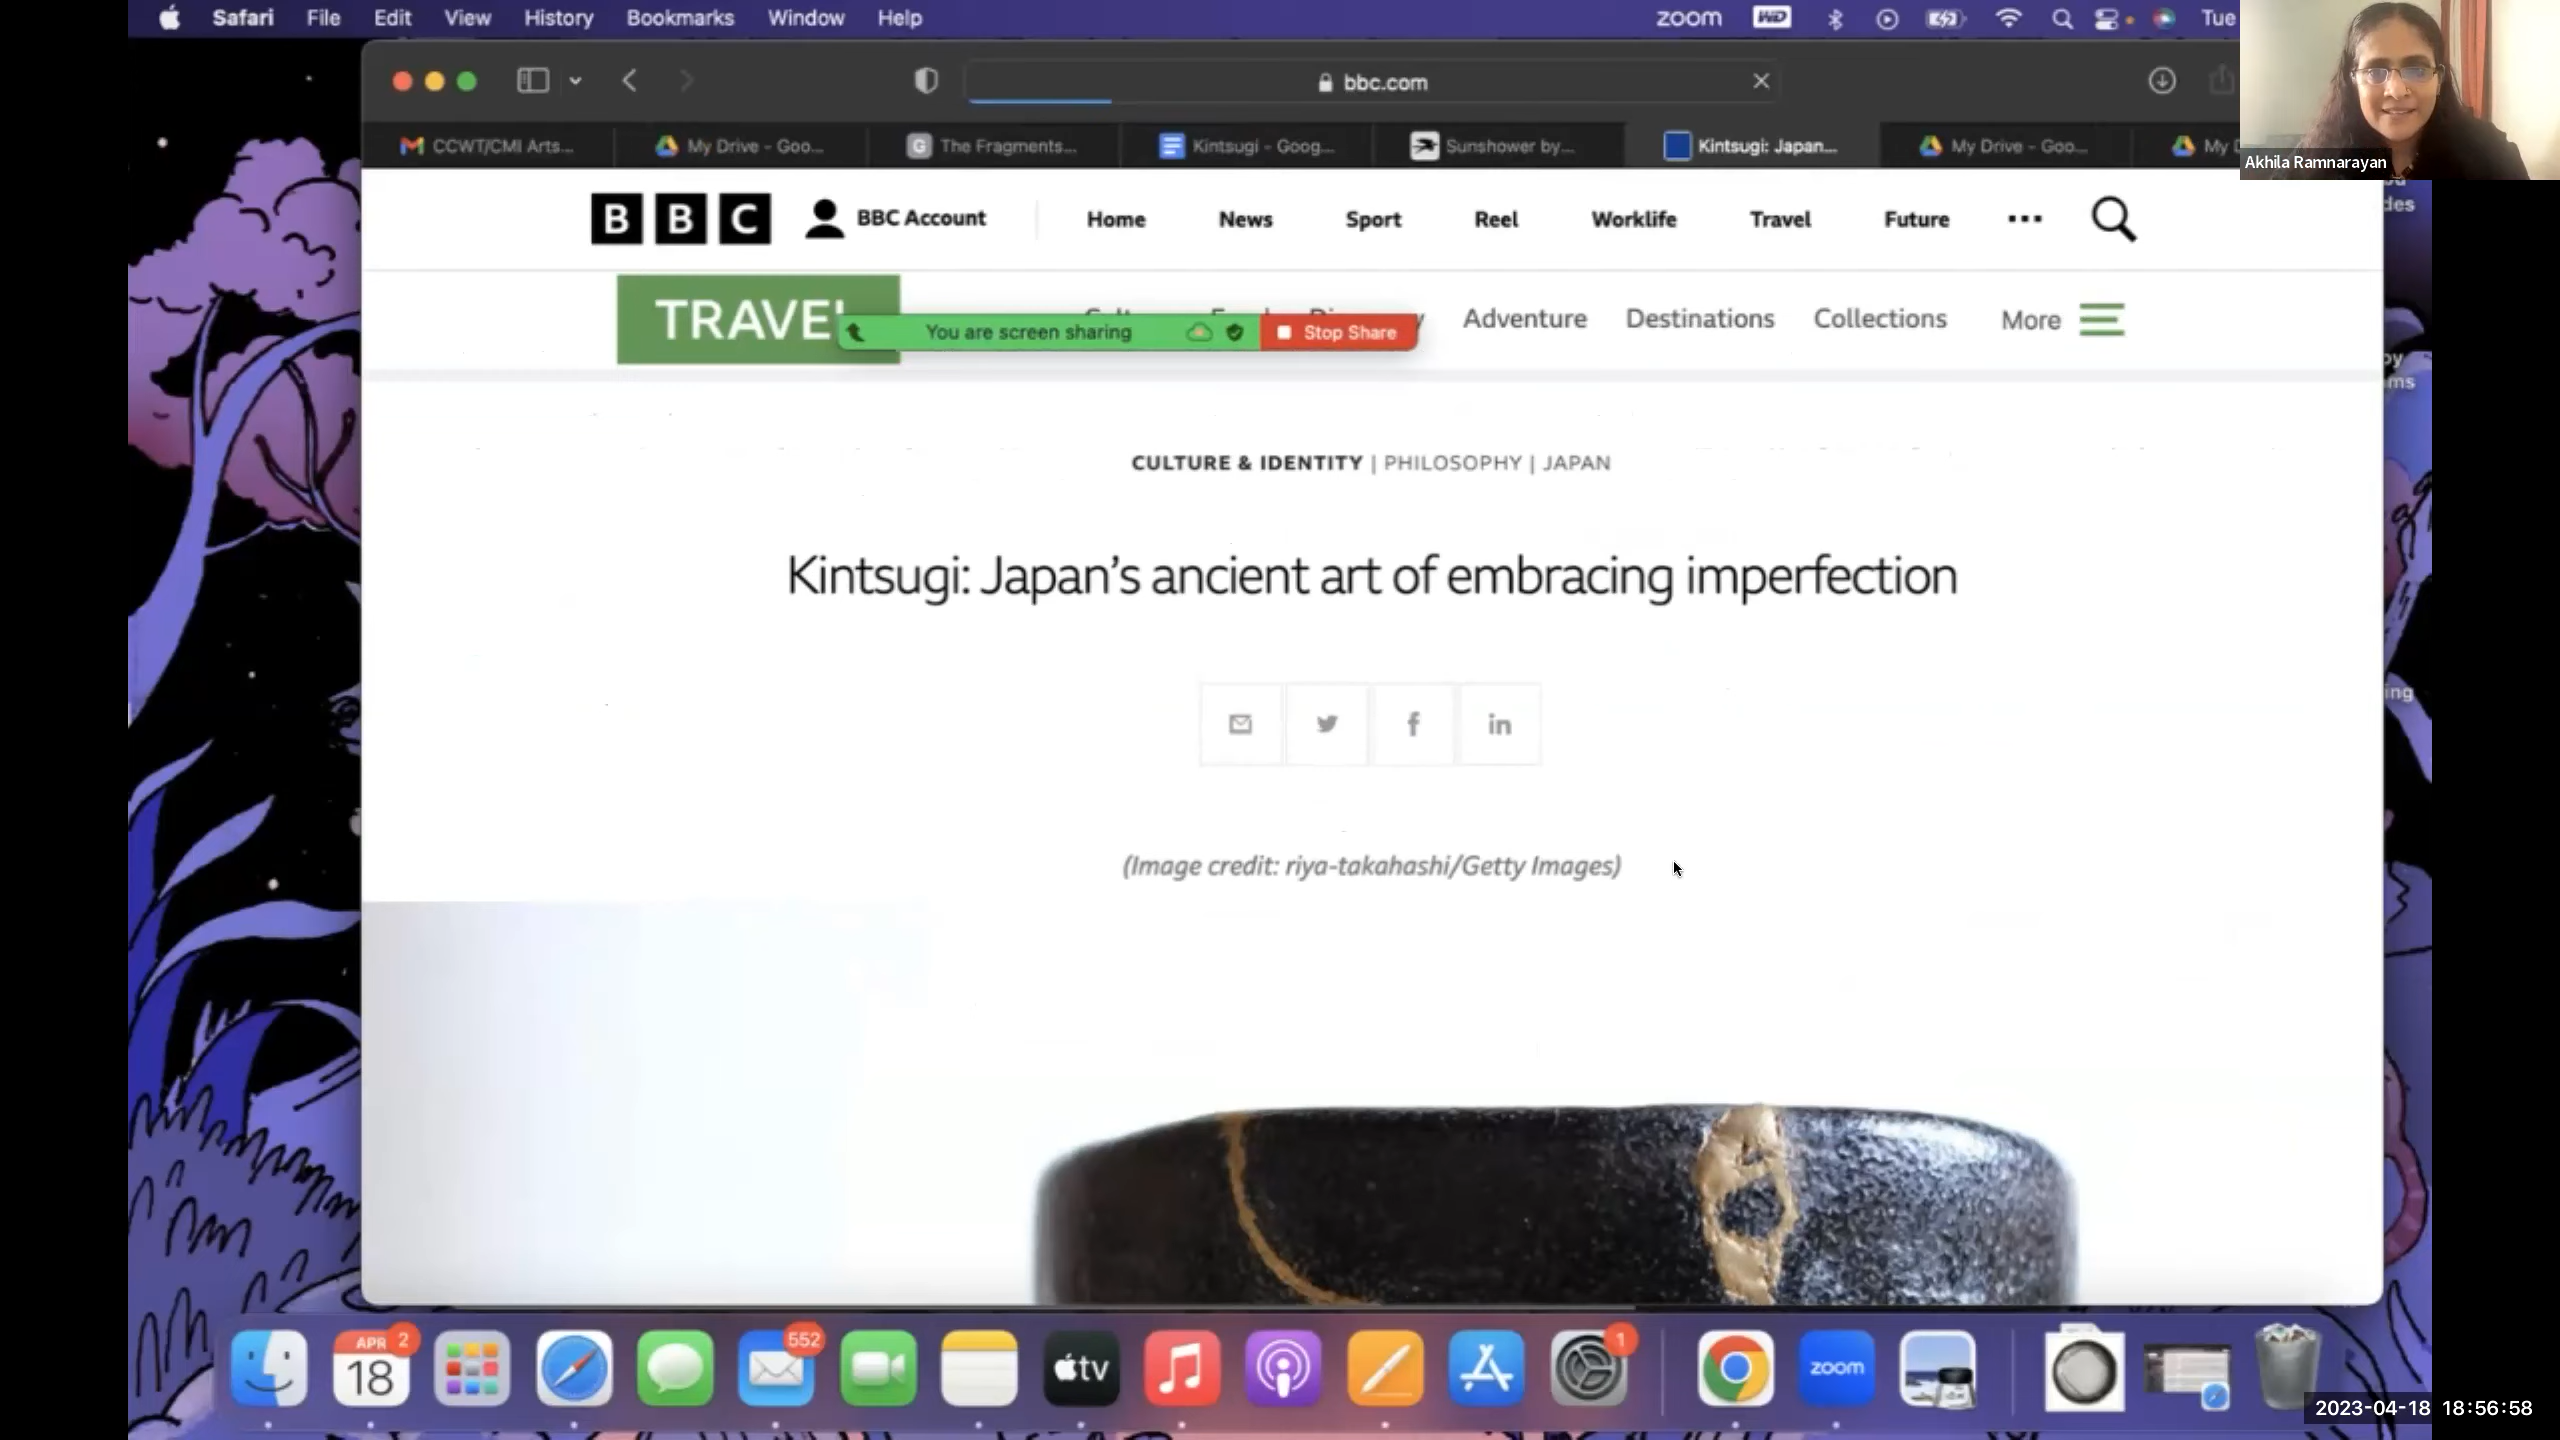 Safari File Edit View History Bookmarks Window Help zoom WD Tue
bbc.com
CCWT/CMI Arts... My Drive - Goo... The Fragments... Kintsugi - Goog... Sunshower by... Kintsugi: Japan... My Drive - Goo...
Akhila Ramnarayan
BBC BBC Account Home News Sport Reel Worklife Travel Future
TRAVEL Adventure Destinations Collections More
You are screen sharing Stop Share
CULTURE & IDENTITY | PHILOSOPHY | JAPAN
Kintsugi: Japan's ancient art of embracing imperfection
in
(Image credit: riya-takahashi/Getty Images)
APR 2
18
552
tv
1
zoom
2023-04-18 18:56:58